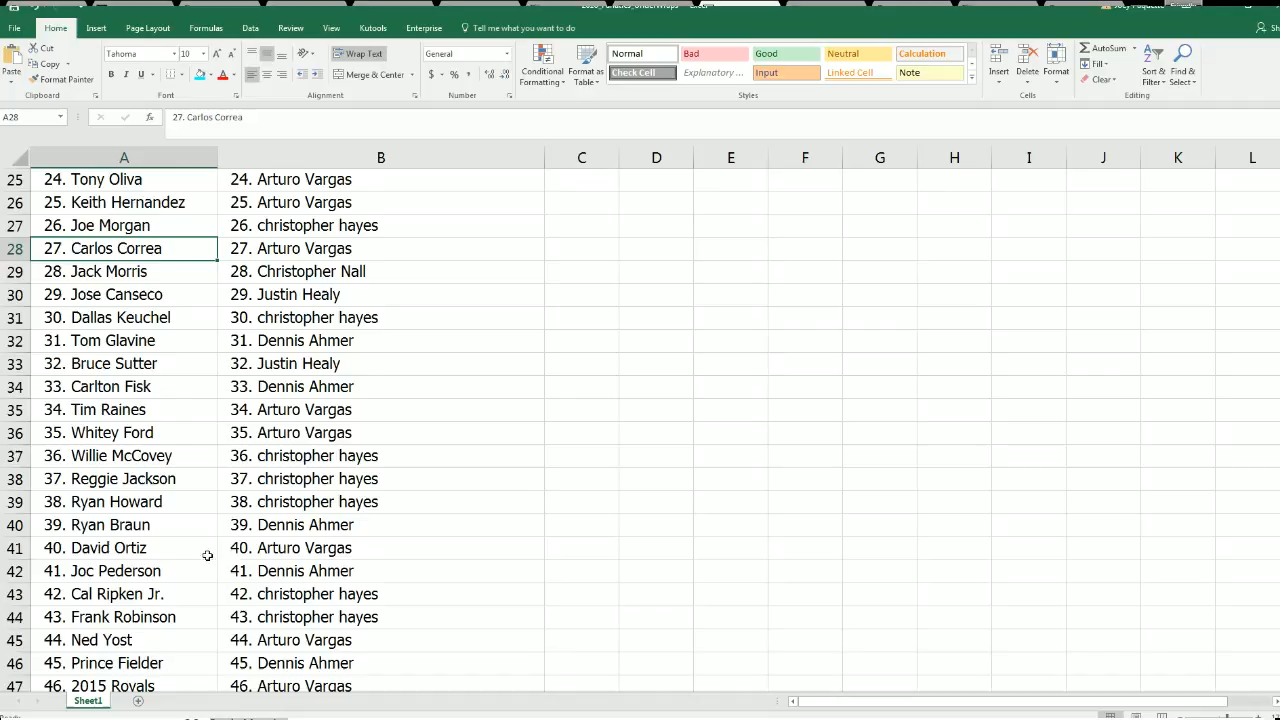 File Home Insert Page Layout Formulas Data Review View Kutools Enterprise Tell me what you want to do
Cut Tahoma 10 Wrap Text General Normal Bad Good Neutral Calculation AutoSum
Paste Copy Format Painter Merge & Center Conditional Formatting Format as Table Check Cell Explanatory ... Input Linked Cell Note Insert Delete Format Fill Clear Sort & Filter Find & Select
Clipboard Font Alignment Number Styles Cells Editing
A28 fx 27. Carlos Correa
A B C D E F G H I J K L
25 24. Tony Oliva 24. Arturo Vargas
26 25. Keith Hernandez 25. Arturo Vargas
27 26. Joe Morgan 26. christopher hayes
28 27. Carlos Correa 27. Arturo Vargas
29 28. Jack Morris 28. Christopher Nall
30 29. Jose Canseco 29. Justin Healy
31 30. Dallas Keuchel 30. christopher hayes
32 31. Tom Glavine 31. Dennis Ahmer
33 32. Bruce Sutter 32. Justin Healy
34 33. Carlton Fisk 33. Dennis Ahmer
35 34. Tim Raines 34. Arturo Vargas
36 35. Whitey Ford 35. Arturo Vargas
37 36. Willie McCovey 36. christopher hayes
38 37. Reggie Jackson 37. christopher hayes
39 38. Ryan Howard 38. christopher hayes
40 39. Ryan Braun 39. Dennis Ahmer
41 40. David Ortiz 40. Arturo Vargas
42 41. Joc Pederson 41. Dennis Ahmer
43 42. Cal Ripken Jr. 42. christopher hayes
44 43. Frank Robinson 43. christopher hayes
45 44. Ned Yost 44. Arturo Vargas
46 45. Prince Fielder 45. Dennis Ahmer
47 46. 2015 Royals 46. Arturo Vargas
Sheet1